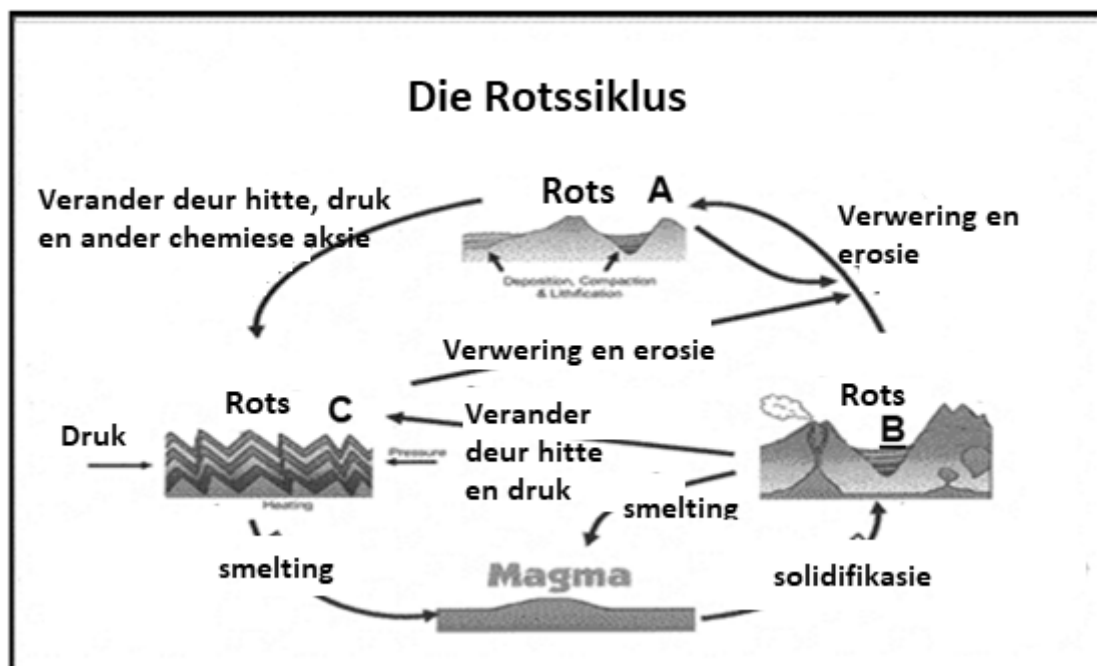 Die Rotssiklus
Verander deur hitte, druk
en ander chemiese aksie
Rots A
Verwering en
erosie
Deposition, Compaction
& Lithification
Verwering en erosie
Rots C
Druk
Pressure
Heating
Verander
deur hitte
en druk
Rots
B
smelting
smelting
Magma
solidifikasie